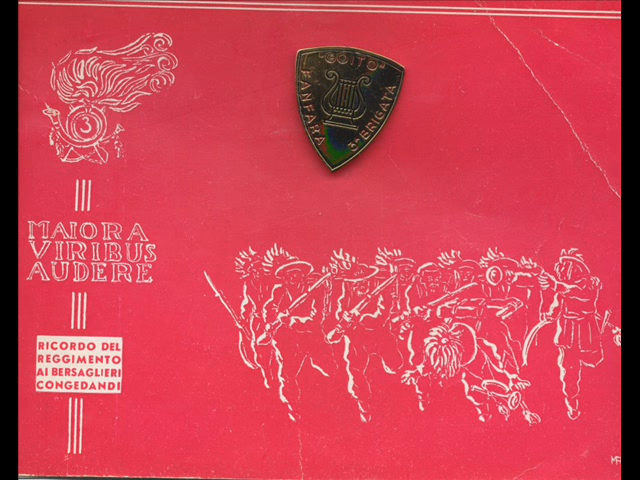 3
MAIORA
VIRIBUS
AUDERE
RICORDO DEL
REGGIMENTO
AI BERSAGLIERI
CONGEDANDI
"GOITO"
FANFARA
3ª BRIGATA